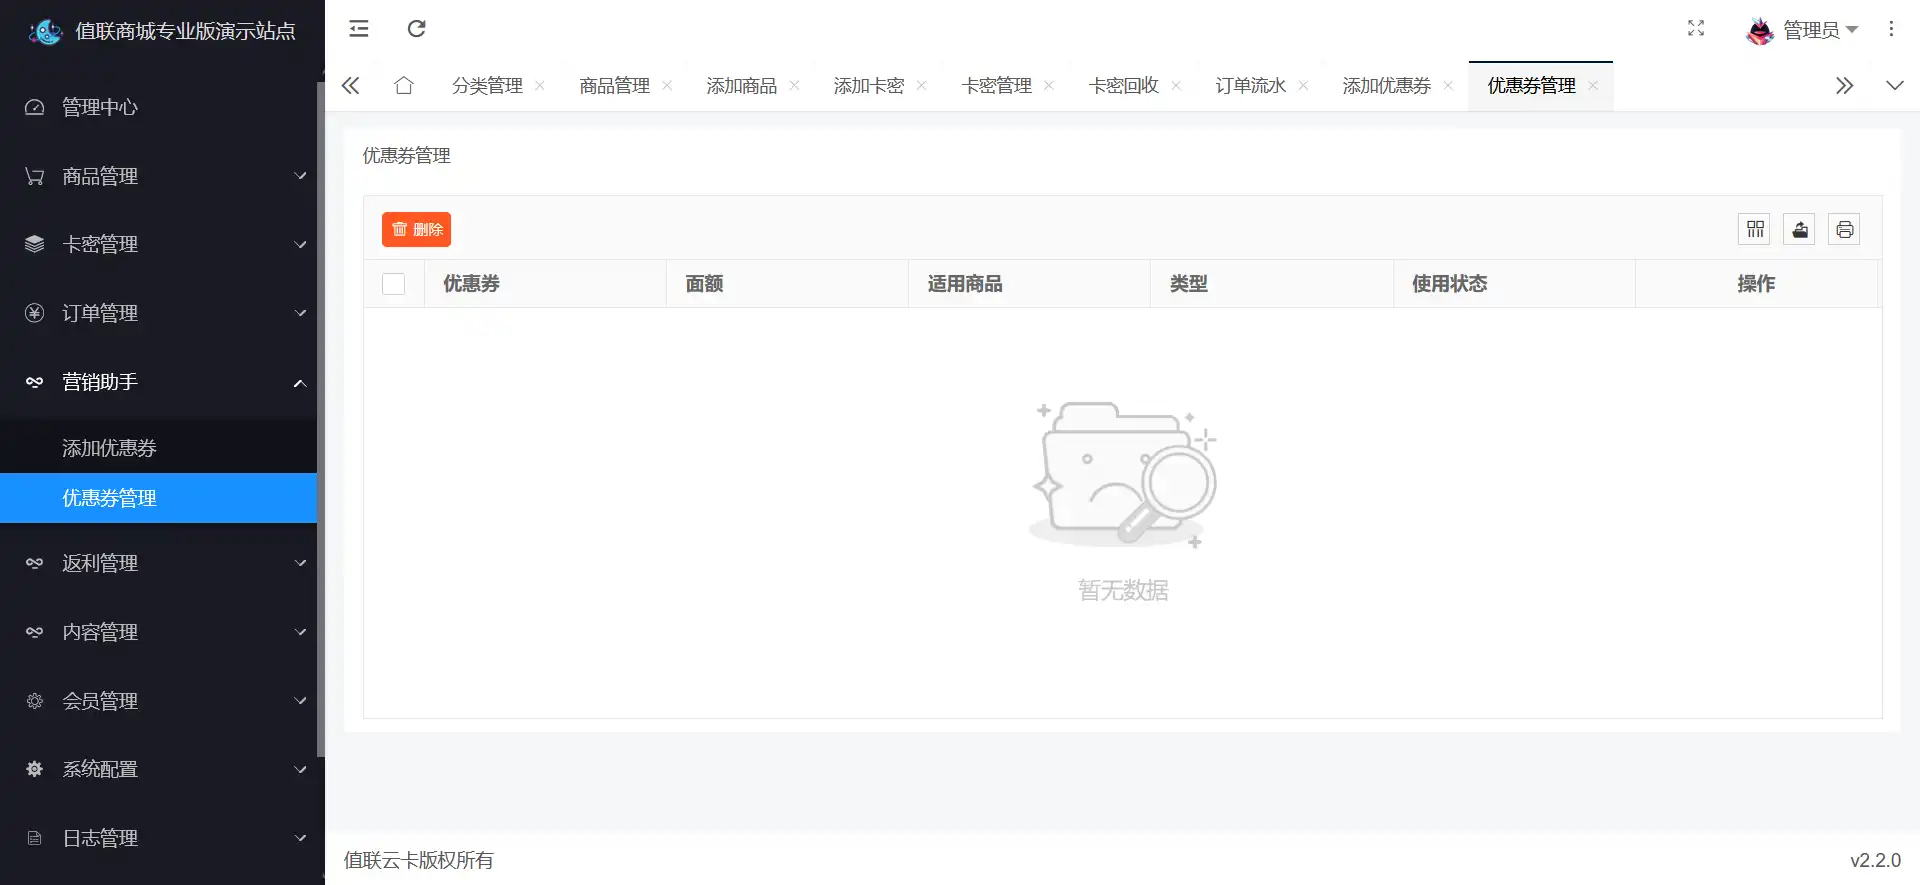 值联商城专业版演示站点
管理员
分类管理
商品管理
添加商品
添加卡密
卡密管理
卡密回收
订单流水
添加优惠券
优惠券管理
管理中心
商品管理
卡密管理
订单管理
营销助手
添加优惠券
优惠券管理
返利管理
内容管理
会员管理
系统配置
日志管理
优惠券管理
删除
优惠券 面额 适用商品 类型 使用状态 操作
暂无数据
值联云卡版权所有
v2.2.0